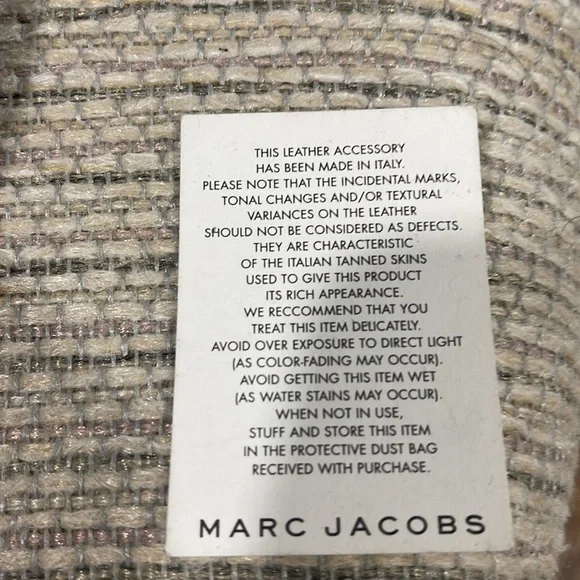 THIS LEATHER ACCESSORY
HAS BEEN MADE IN ITALY.
PLEASE NOTE THAT THE INCIDENTAL MARKS,
TONAL CHANGES AND/OR TEXTURAL
VARIANCES ON THE LEATHER
SHOULD NOT BE CONSIDERED AS DEFECTS.
THEY ARE CHARACTERISTIC
OF THE ITALIAN TANNED SKINS
USED TO GIVE THIS PRODUCT
ITS RICH APPEARANCE.
WE RECCOMMEND THAT YOU
TREAT THIS ITEM DELICATELY.
AVOID OVER EXPOSURE TO DIRECT LIGHT
(AS COLOR-FADING MAY OCCUR).
AVOID GETTING THIS ITEM WET
(AS WATER STAINS MAY OCCUR).
WHEN NOT IN USE,
STUFF AND STORE THIS ITEM
IN THE PROTECTIVE DUST BAG
RECEIVED WITH PURCHASE.
MARC JACOBS